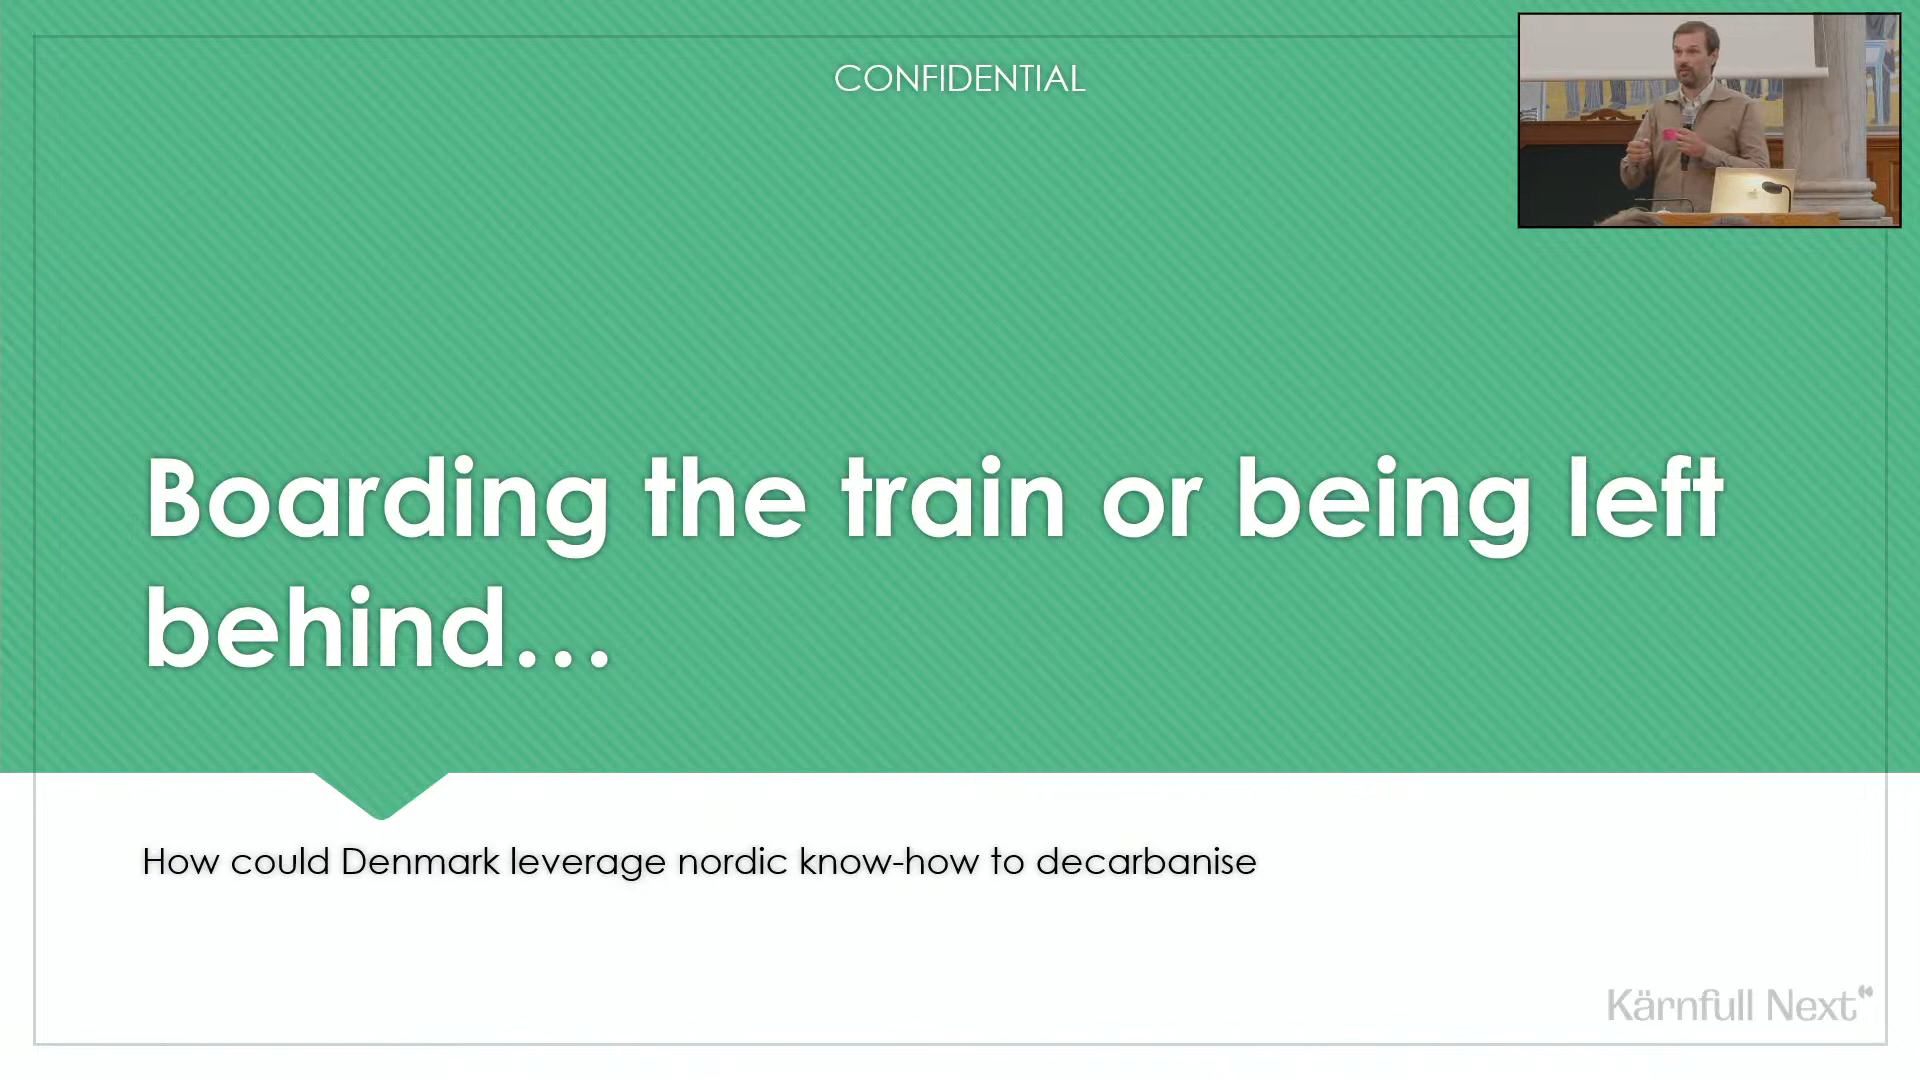 CONFIDENTIAL
Boarding the train or being left
behind...
How could Denmark leverage nordic know-how to decarbanise
Kärnfull Next